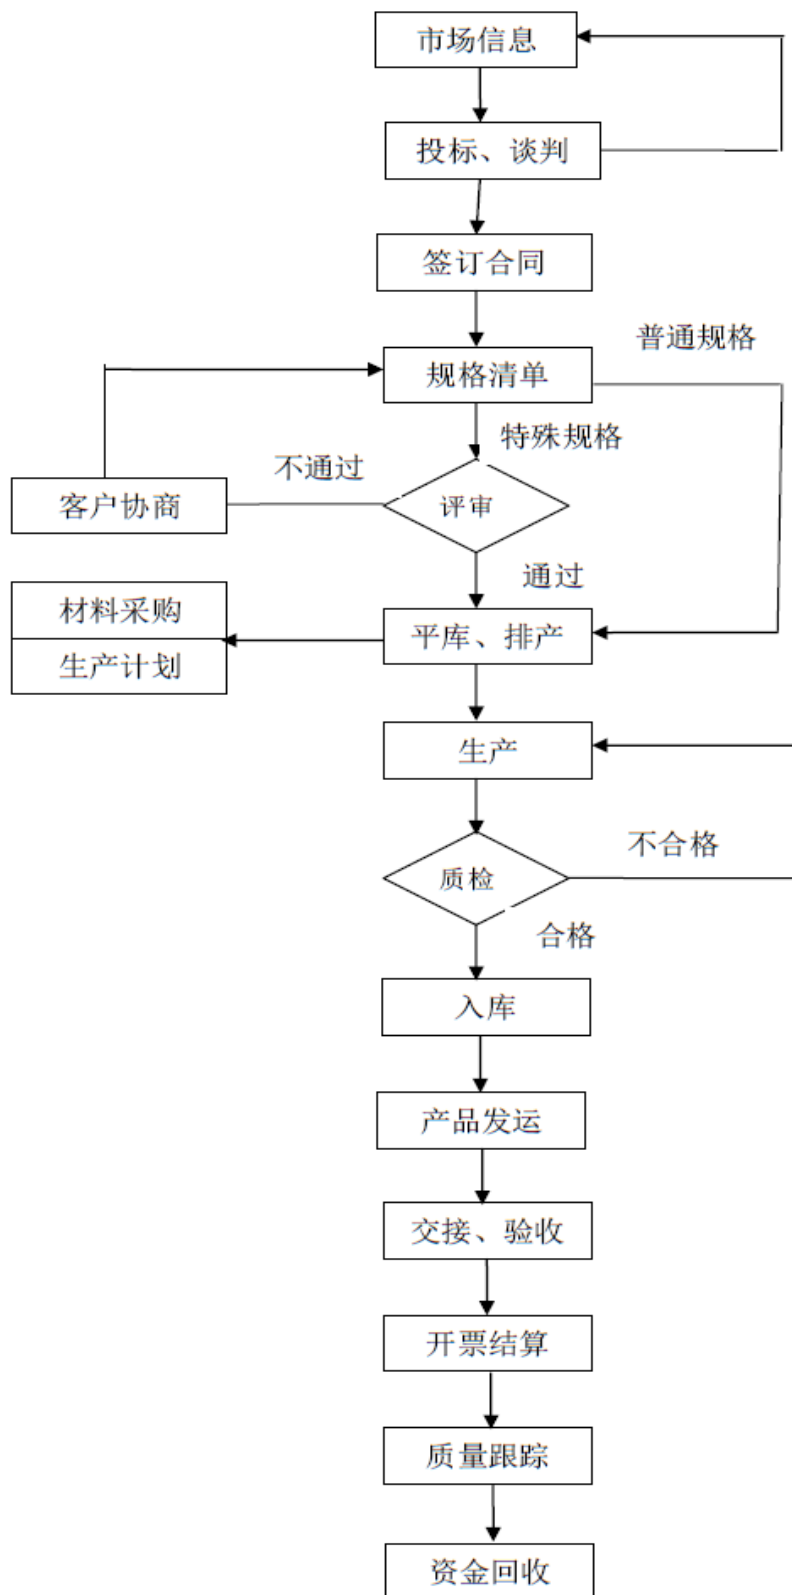 市场信息
投标、谈判
签订合同
普通规格
规格清单
特殊规格
不通过
客户协商
评审
通过
材料采购
平库、排产
生产计划
生产
不合格
质检
合格
入库
产品发运
交接、验收
开票结算
质量跟踪
资金回收